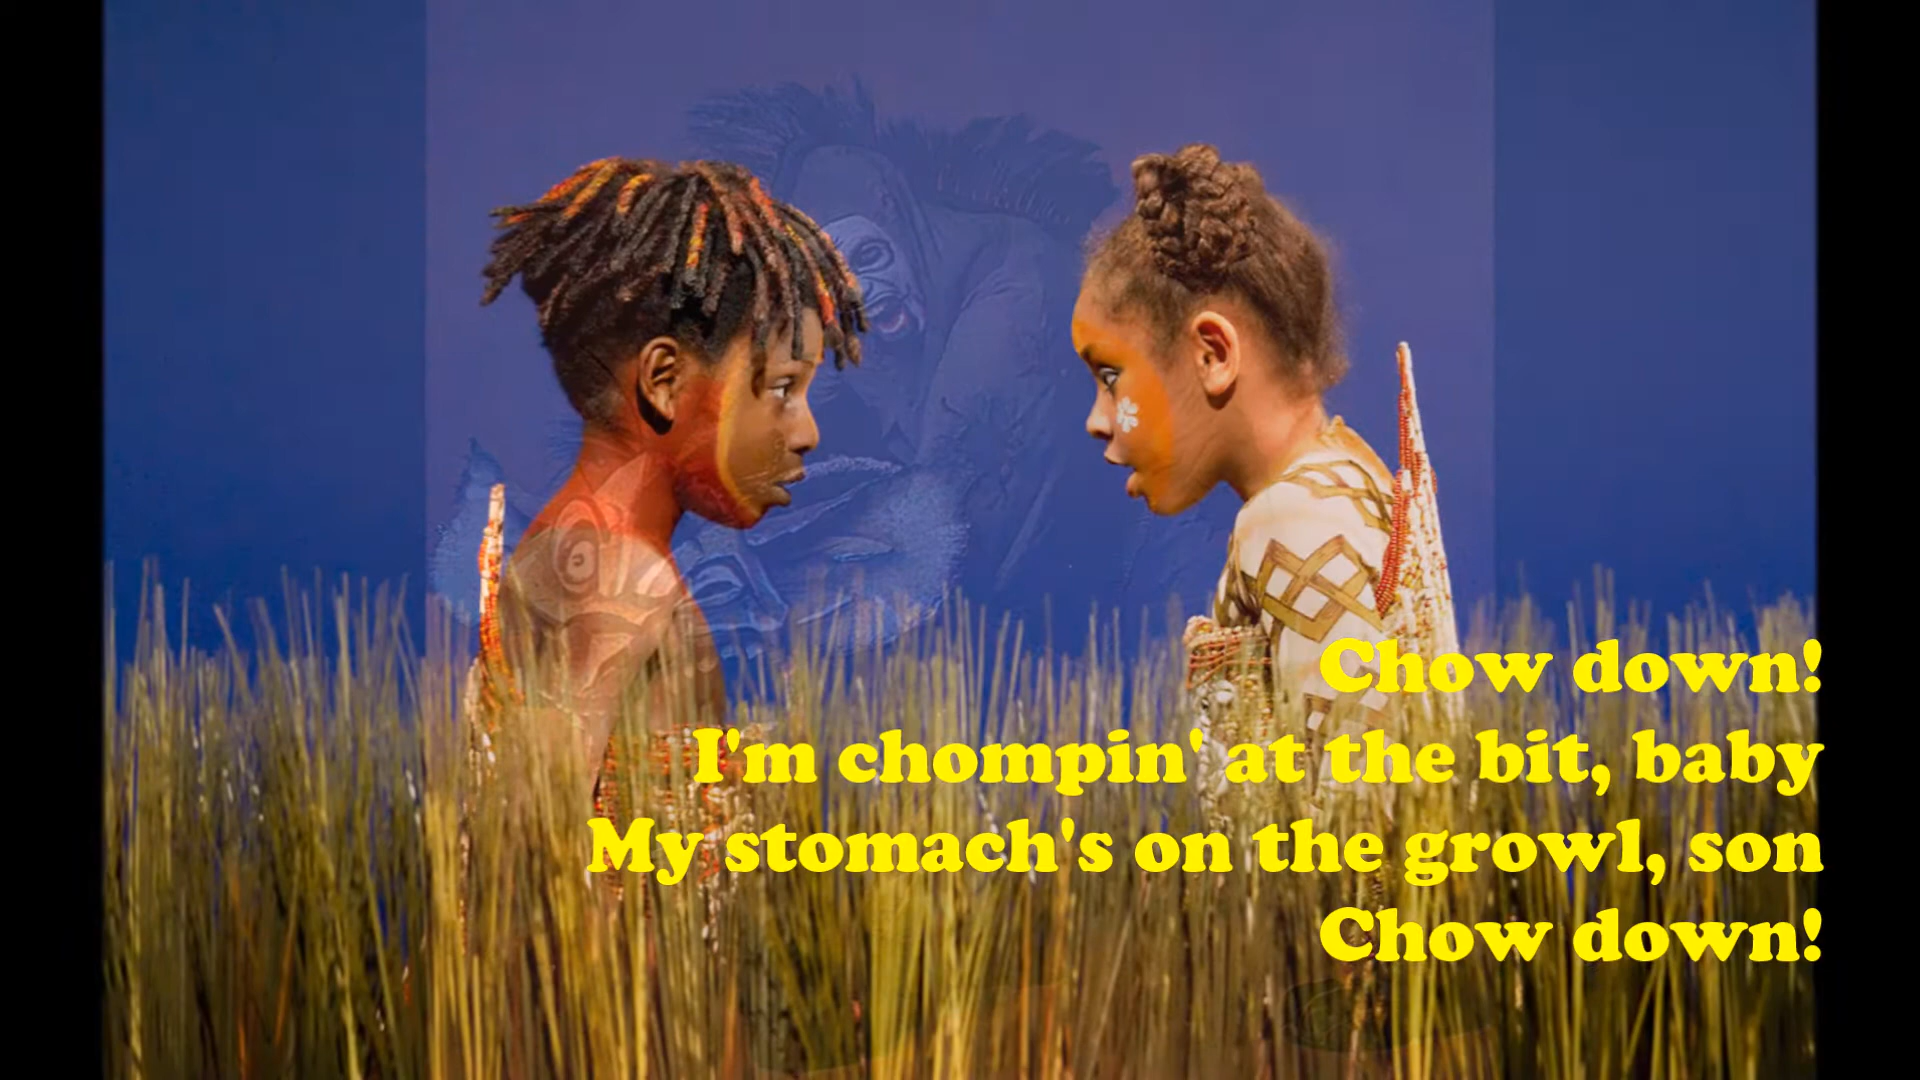 Chow down!
I'm chompin' at the bit, baby
My stomach's on the growl, son
Chow down!